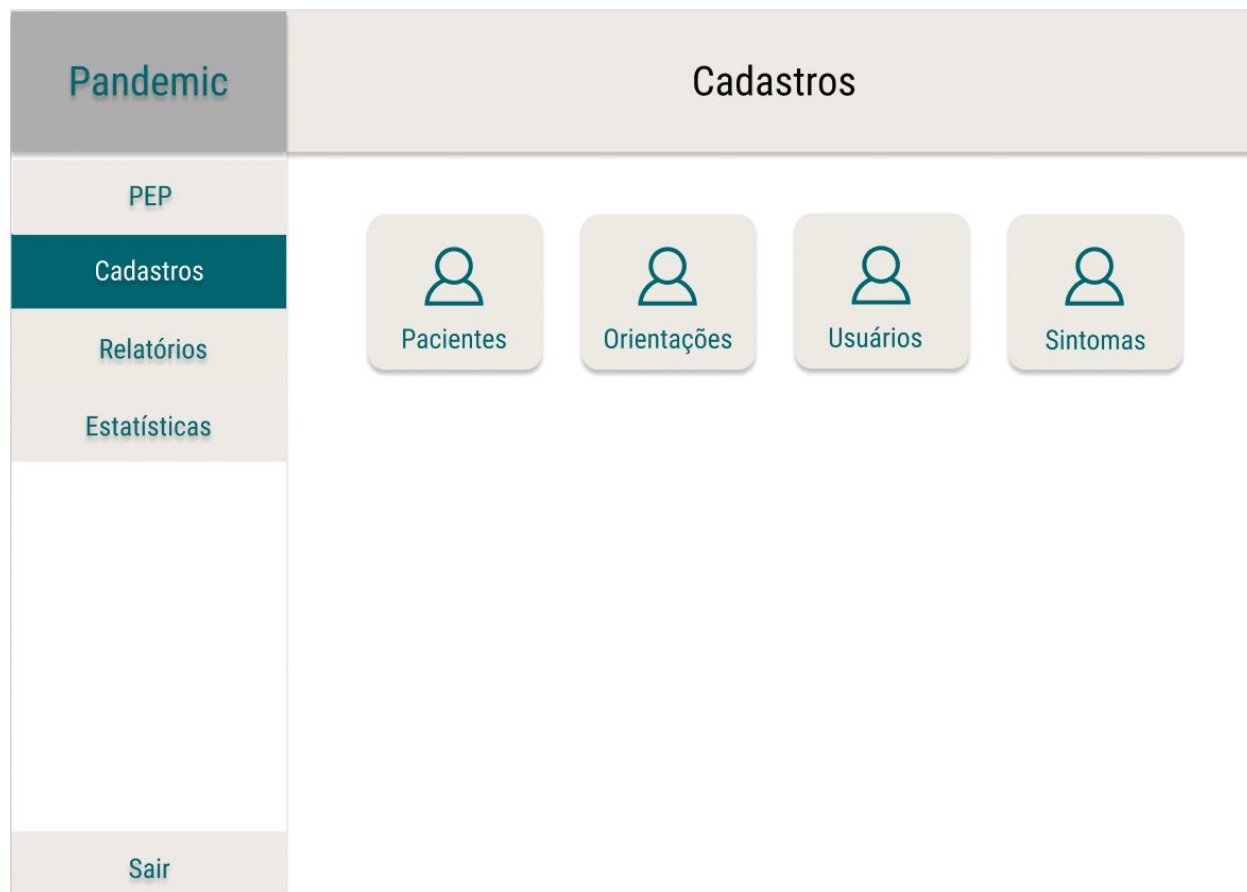 Pandemic
Cadastros
PEP
Cadastros
Relatórios
Estatísticas
Sair
Pacientes
Orientações
Usuários
Sintomas